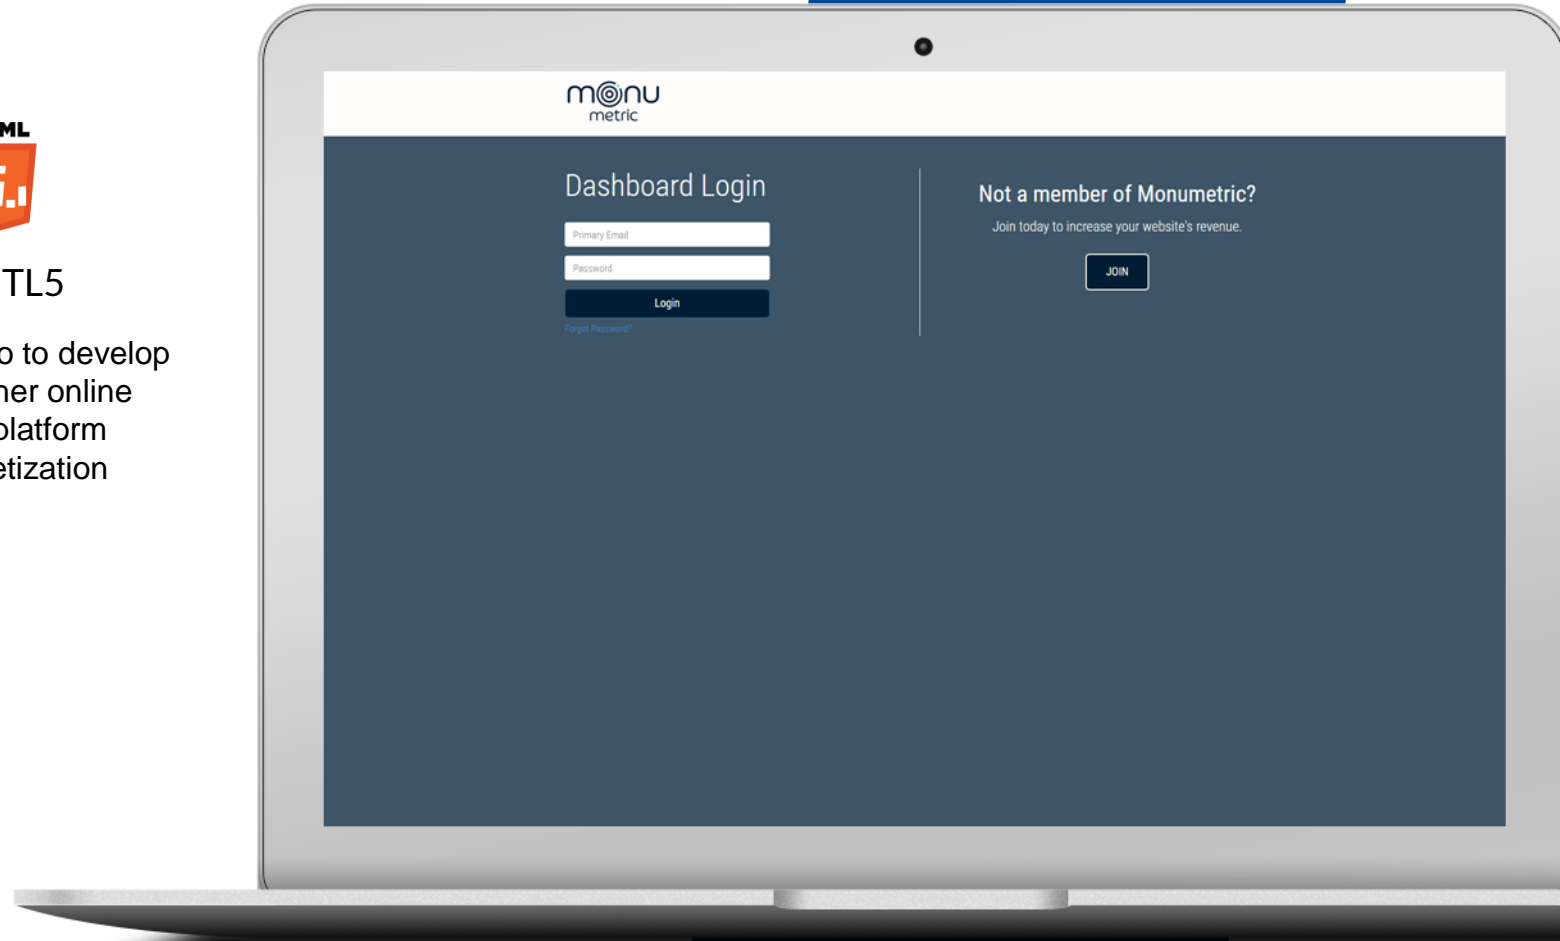 ML
TL5
o to develop
her online
platform
etization
monu
metric
Dashboard Login
Primary Email
Password
Login
Forgot Password?
Not a member of Monumetric?
Join today to increase your website's revenue.
JOIN